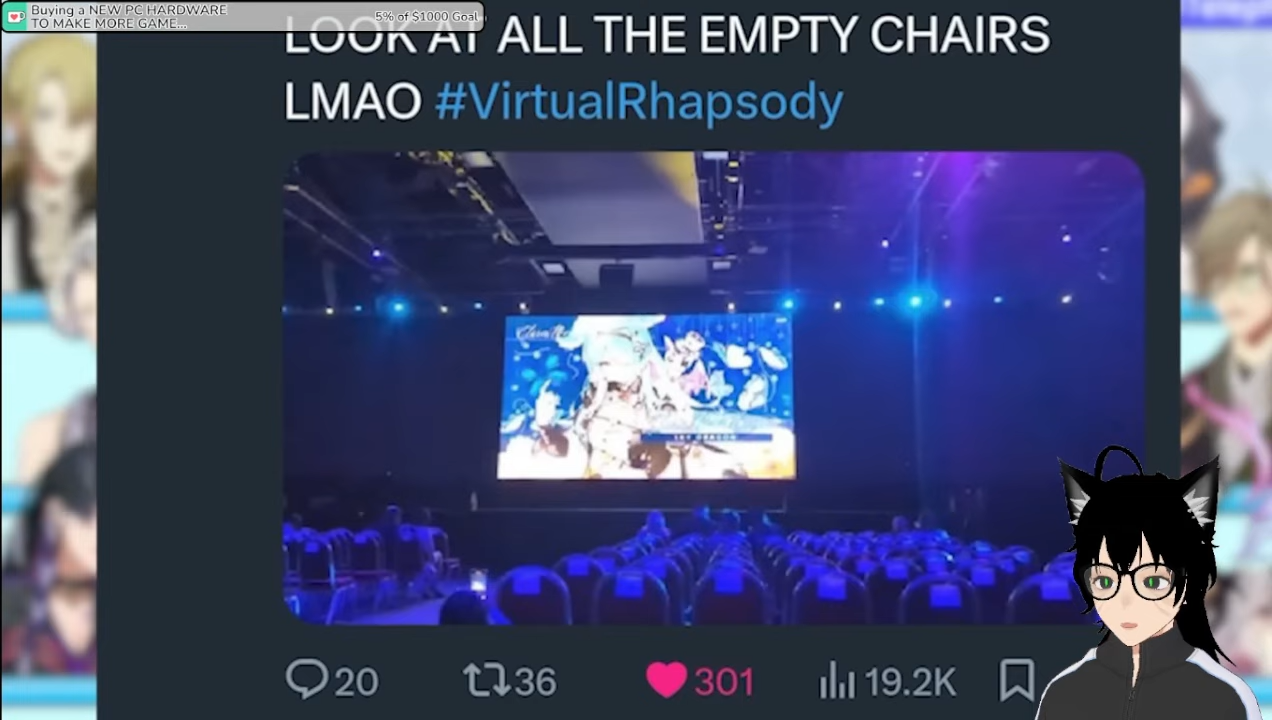 Buying a NEW PC HARDWARE
TO MAKE MORE GAME...
5% of $1000 Goal
LOOK AT ALL THE EMPTY CHAIRS
LMAO #VirtualRhapsody
20
36
301
19.2K